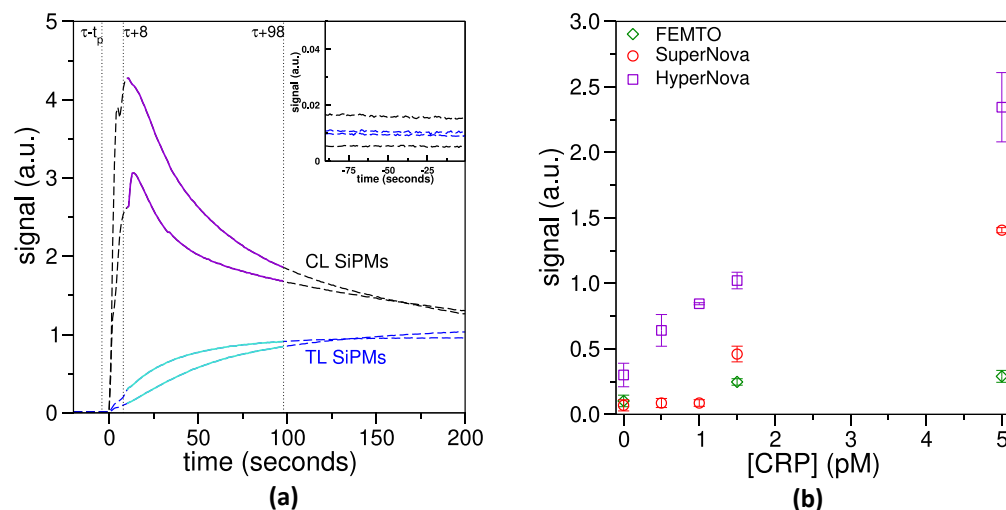 τ-tp
τ+8
τ+98
5
4
3
2
1
0
signal (a.u.)
0
50
100
150
200
time (seconds)
CL SiPMs
TL SiPMs
0.04
0.02
0
signal (a.u.)
-75
-50
-25
time (seconds)
(a)
FEMTO
SuperNova
HyperNova
3.0
2.5
2.0
1.5
1.0
0.5
0.0
signal (a.u.)
0
1
2
3
4
5
[CRP] (pM)
(b)